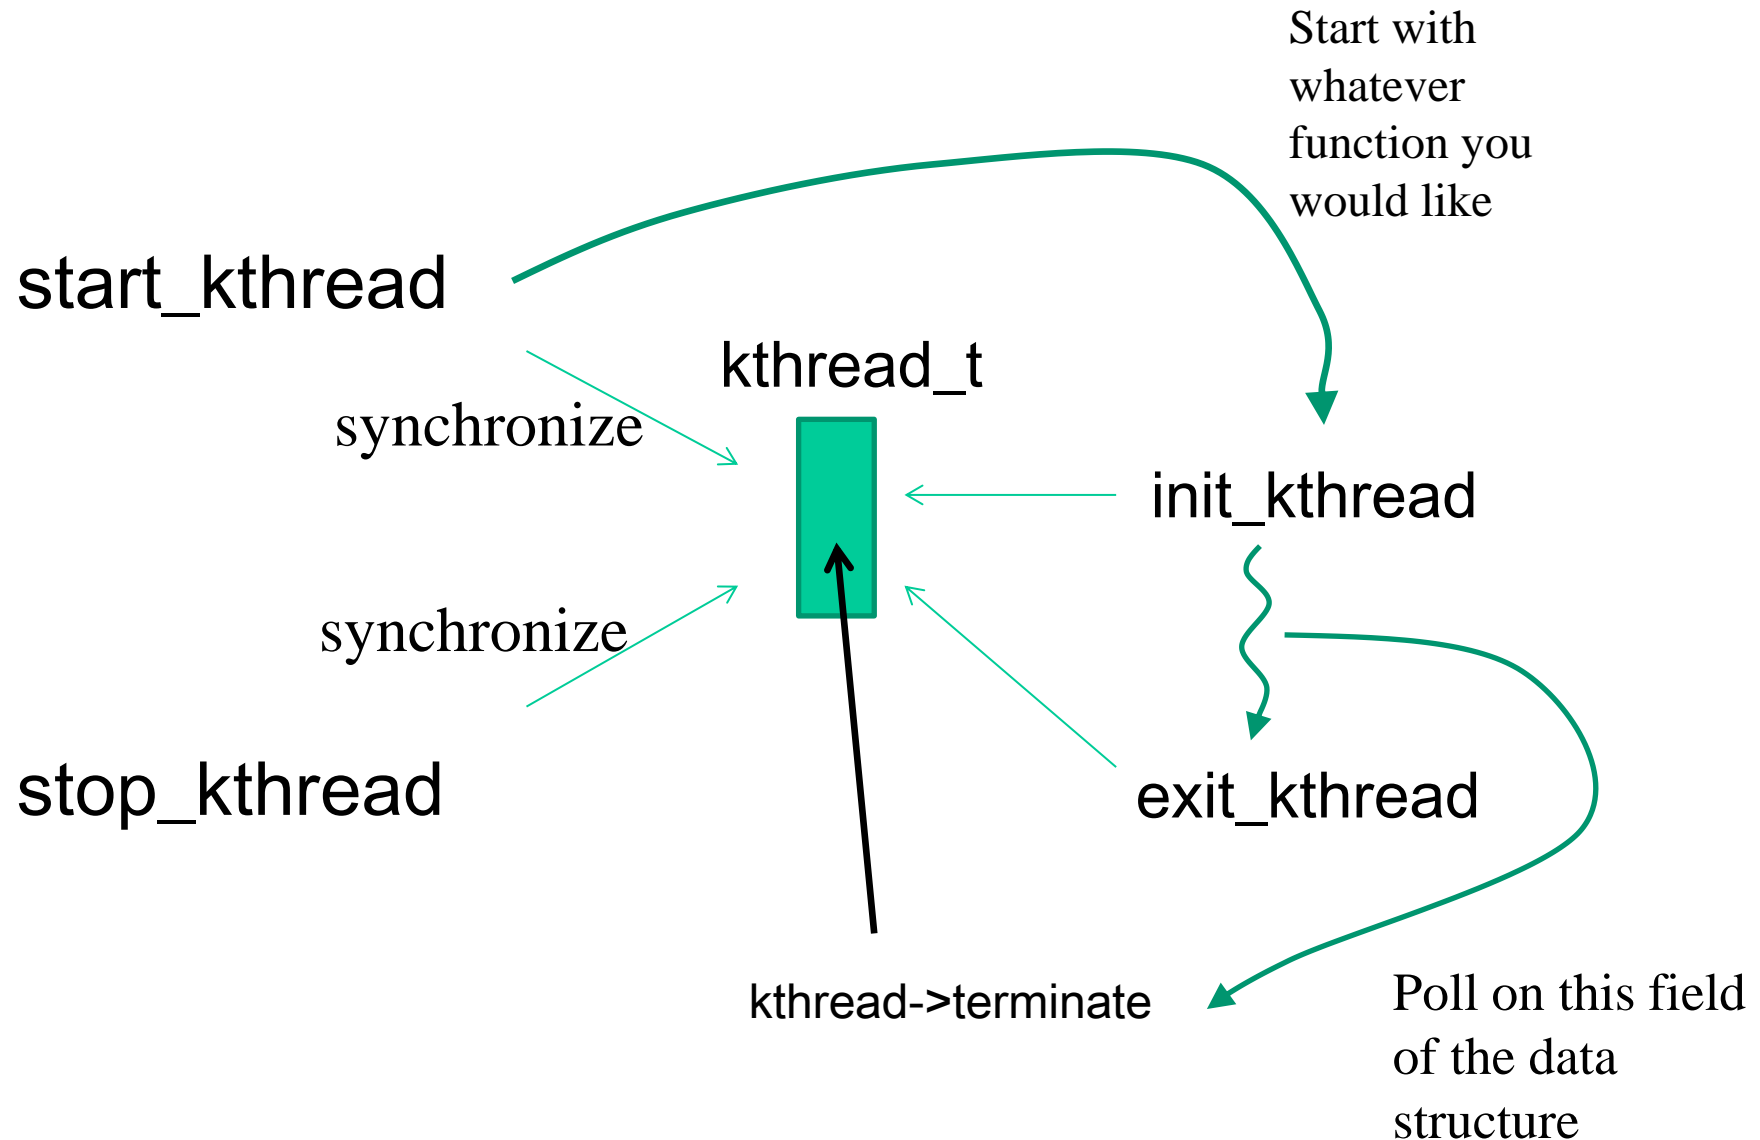 Start with
whatever
function you
would like
start_kthread
kthread_t
synchronize
init_kthread
synchronize
stop_kthread
exit_kthread
kthread->terminate
Poll on this field
of the data
structure